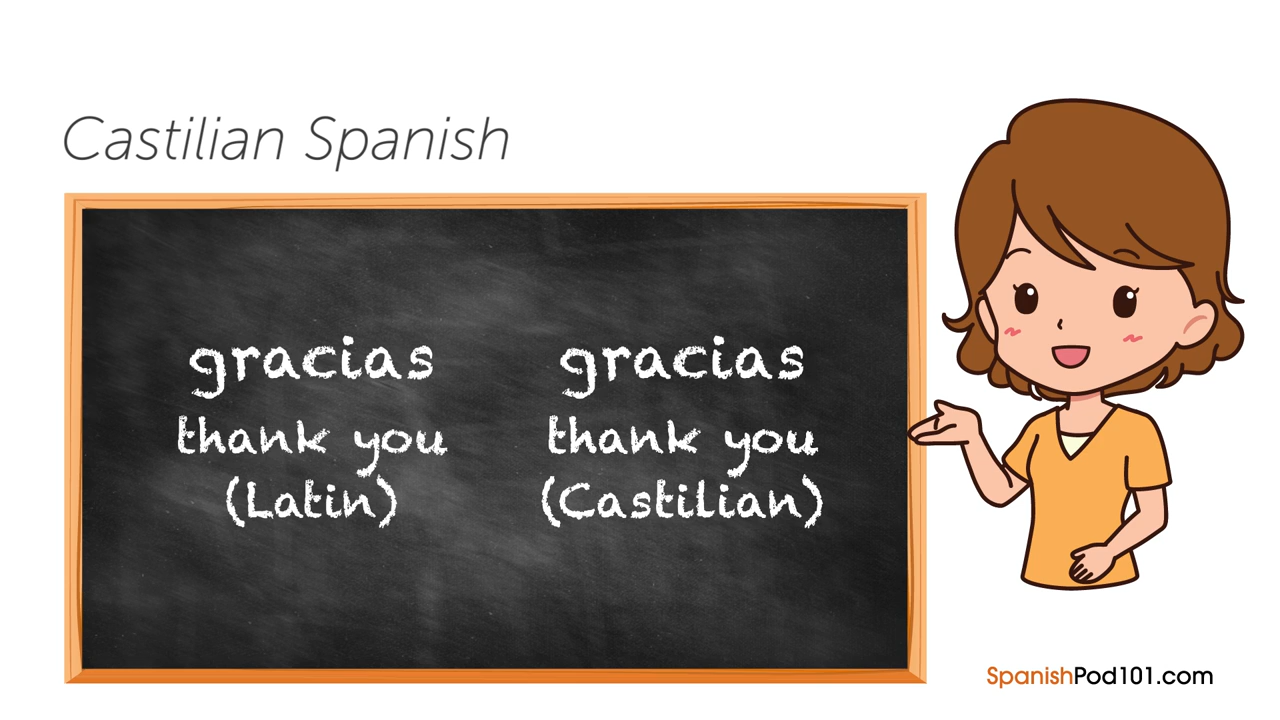 Castilian Spanish
gracias
thank you
(Latin)
gracias
thank you
(Castilian)
SpanishPod101.com